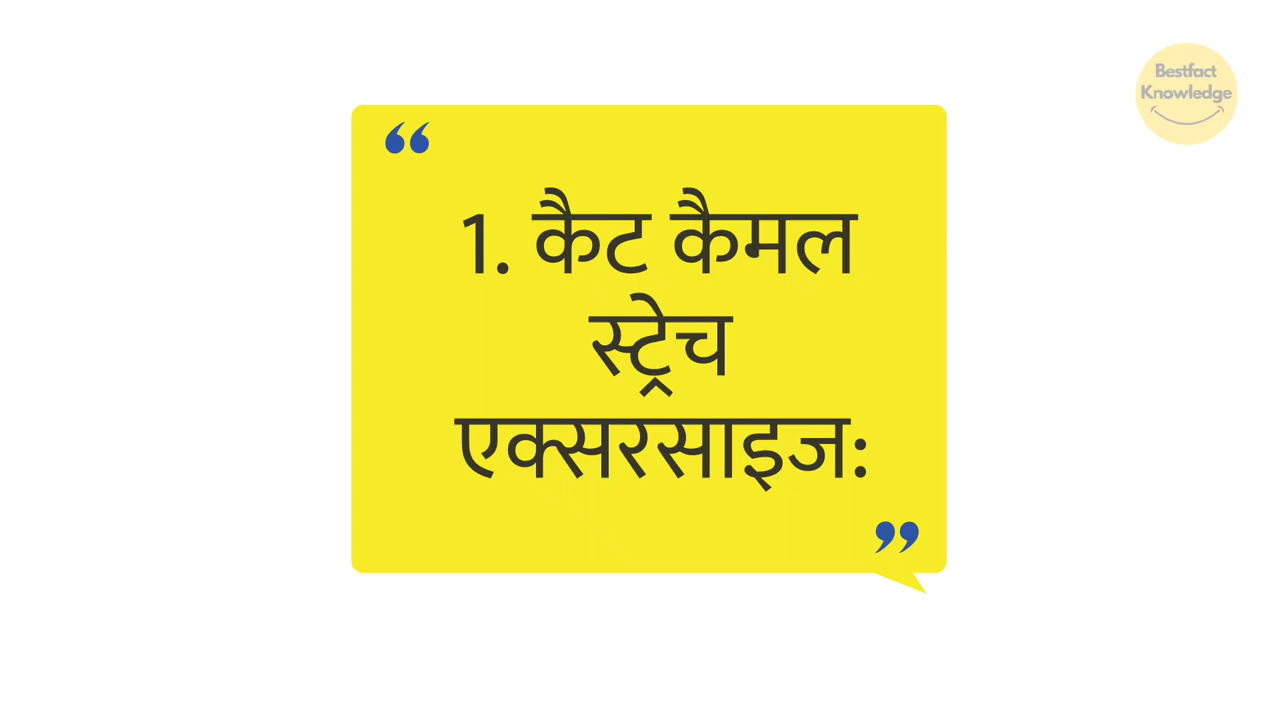 Bestfact
Knowledge
“
1. कैट कैमल
स्ट्रेच
एक्सरसाइज:
”